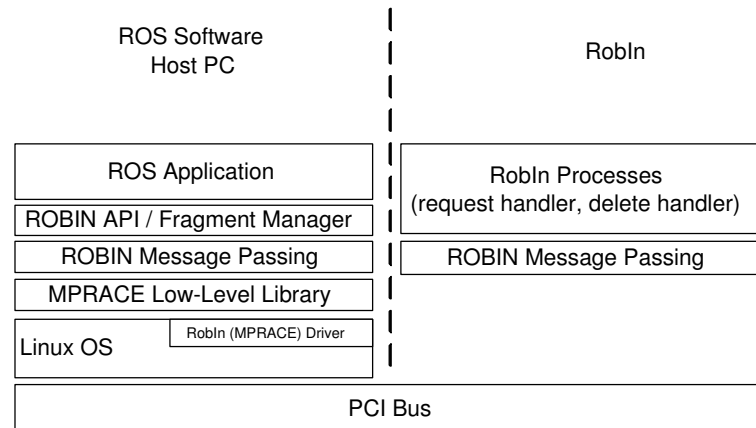 ROS Software
Host PC
RobIn
ROS Application
ROBIN API / Fragment Manager
ROBIN Message Passing
MPRACE Low-Level Library
RobIn (MPRACE) Driver
Linux OS
RobIn Processes
(request handler, delete handler)
ROBIN Message Passing
PCI Bus